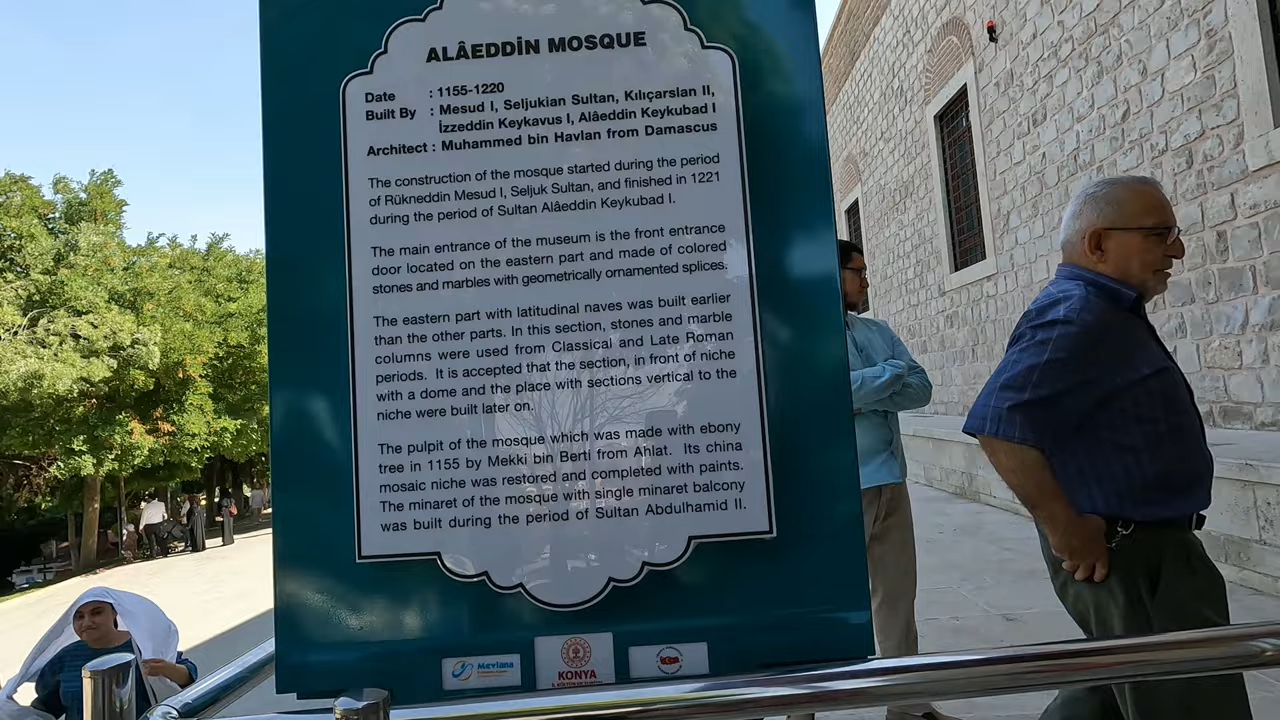 ALÂEDDİN MOSQUE
Date : 1155-1220
Built By : Mesud I, Seljukian Sultan, Kılıçarslan II,
İzzeddin Keykavus I, Alâeddin Keykubad I
Architect : Muhammed bin Havlan from Damascus
The construction of the mosque started during the period
of Rükneddin Mesud I, Seljuk Sultan, and finished in 1221
during the period of Sultan Alâeddin Keykubad I.
The main entrance of the museum is the front entrance
door located on the eastern part and made of colored
stones and marbles with geometrically ornamented splices.
The eastern part with latitudinal naves was built earlier
than the other parts. In this section, stones and marble
columns were used from Classical and Late Roman
periods. It is accepted that the section, in front of niche
with a dome and the place with sections vertical to the
niche were built later on.
The pulpit of the mosque which was made with ebony
tree in 1155 by Mekki bin Berti from Ahlat. Its china
mosaic niche was restored and completed with paints.
The minaret of the mosque with single minaret balcony
was built during the period of Sultan Abdulhamid II.
Mevlana
KONYA